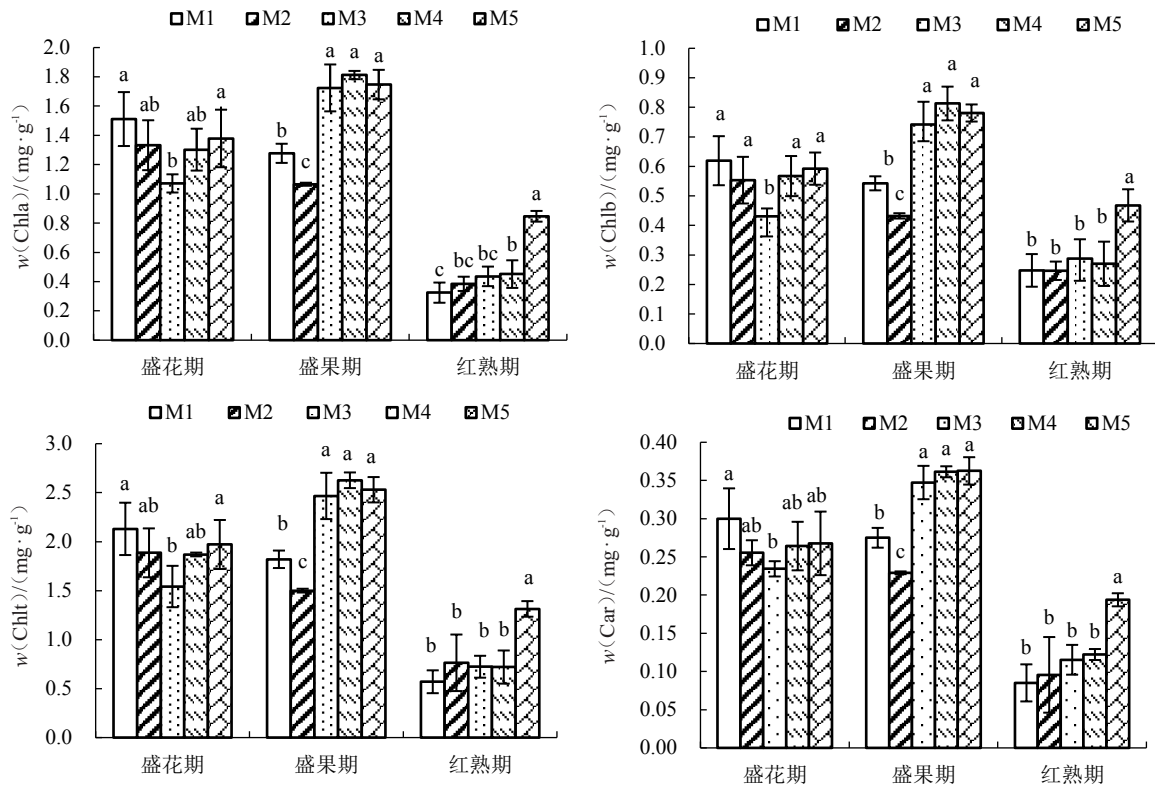 M1 M2 M3 M4 M5
w(Chla)/(mg·g⁻¹)
2.0
1.8
1.6
1.4
1.2
1.0
0.8
0.6
0.4
0.2
0.0
a ab b ab a
b c a a a
c bc bc b a
盛花期 盛果期 红熟期
M1 M2 M3 M4 M5
w(Chlb)/(mg·g⁻¹)
1.0
0.9
0.8
0.7
0.6
0.5
0.4
0.3
0.2
0.1
0.0
a a b a a
b c a a a
b b b b a
盛花期 盛果期 红熟期
M1 M2 M3 M4 M5
w(Chlt)/(mg·g⁻¹)
3.0
2.5
2.0
1.5
1.0
0.5
0.0
a ab b ab a
b c a a a
b b b b a
盛花期 盛果期 红熟期
M1 M2 M3 M4 M5
w(Car)/(mg·g⁻¹)
0.40
0.35
0.30
0.25
0.20
0.15
0.10
0.05
0.00
a ab b ab ab
b c a a a
b b b b a
盛花期 盛果期 红熟期